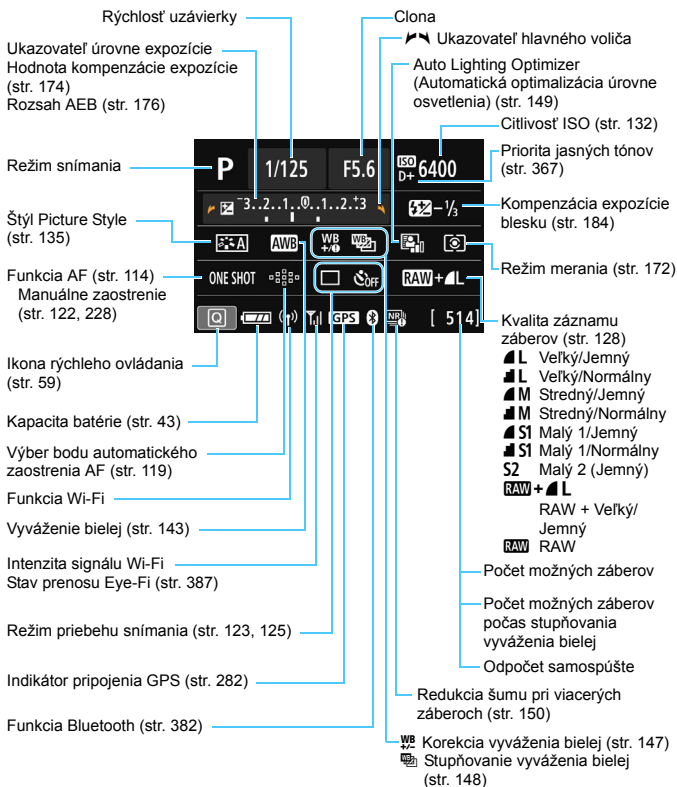 Rýchlosť uzávierky
Clona
Ukazovateľ hlavného voliča
Ukazovateľ úrovne expozície
Hodnota kompenzácie expozície
(str. 174)
Rozsah AEB (str. 176)
Auto Lighting Optimizer
(Automatická optimalizácia úrovne
osvetlenia) (str. 149)
Citlivosť ISO (str. 132)
Priorita jasných tónov
(str. 367)
Režim snímania
P 1/125 F5.6 ISO D+ 6400
-3..2..1..0..1..2.+3
-1/3
Kompenzácia expozície
blesku (str. 184)
Štýl Picture Style
(str. 135)
A AWB WB +/- WB
Režim merania (str. 172)
Funkcia AF (str. 114)
Manuálne zaostrenie
(str. 122, 228)
ONE SHOT OFF RAW+L
Q GPS NR [ 514]
Kvalita záznamu
záberov (str. 128)
L Veľký/Jemný
L Veľký/Normálny
M Stredný/Jemný
M Stredný/Normálny
S1 Malý 1/Jemný
S1 Malý 1/Normálny
S2 Malý 2 (Jemný)
RAW+L
RAW + Veľký/
Jemný
RAW RAW
Ikona rýchleho ovládania
(str. 59)
Kapacita batérie (str. 43)
Výber bodu automatického
zaostrenia AF (str. 119)
Funkcia Wi-Fi
Vyváženie bielej (str. 143)
Intenzita signálu Wi-Fi
Stav prenosu Eye-Fi (str. 387)
Počet možných záberov
Počet možných záberov
počas stupňovania
vyváženia bielej
Odpočet samospúšte
Režim priebehu snímania (str. 123, 125)
Indikátor pripojenia GPS (str. 282)
Redukcia šumu pri viacerých
záberoch (str. 150)
Funkcia Bluetooth (str. 382)
WB +/- Korekcia vyváženia bielej (str. 147)
WB Stupňovanie vyváženia bielej
(str. 148)